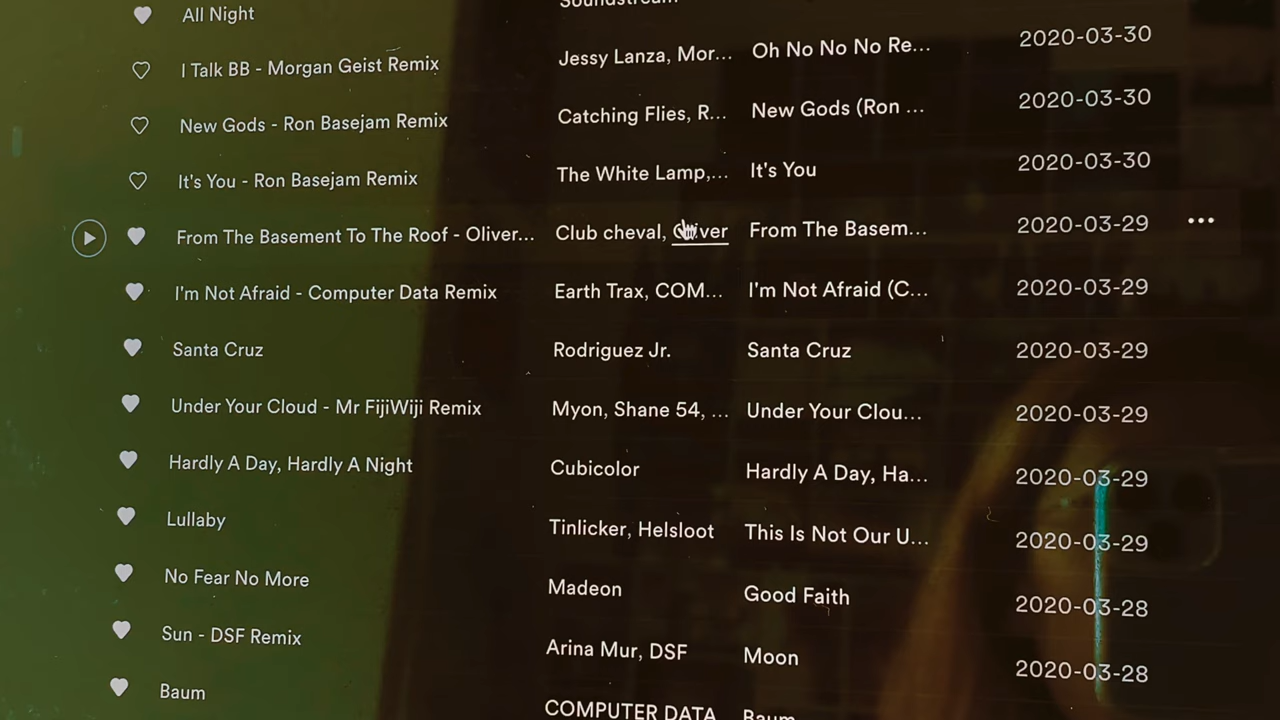 All Night Soundstream
I Talk BB - Morgan Geist Remix Jessy Lanza, Mor... Oh No No No Re... 2020-03-30
New Gods - Ron Basejam Remix Catching Flies, R... New Gods (Ron ... 2020-03-30
It's You - Ron Basejam Remix The White Lamp,... It's You 2020-03-30
From The Basement To The Roof - Oliver... Club cheval, Oliver From The Basem... 2020-03-29
I'm Not Afraid - Computer Data Remix Earth Trax, COM... I'm Not Afraid (C... 2020-03-29
Santa Cruz Rodriguez Jr. Santa Cruz 2020-03-29
Under Your Cloud - Mr FijiWiji Remix Myon, Shane 54, ... Under Your Clou... 2020-03-29
Hardly A Day, Hardly A Night Cubicolor Hardly A Day, Ha... 2020-03-29
Lullaby Tinlicker, Helsloot This Is Not Our U... 2020-03-29
No Fear No More Madeon Good Faith 2020-03-28
Sun - DSF Remix Arina Mur, DSF Moon 2020-03-28
Baum COMPUTER DATA Baum